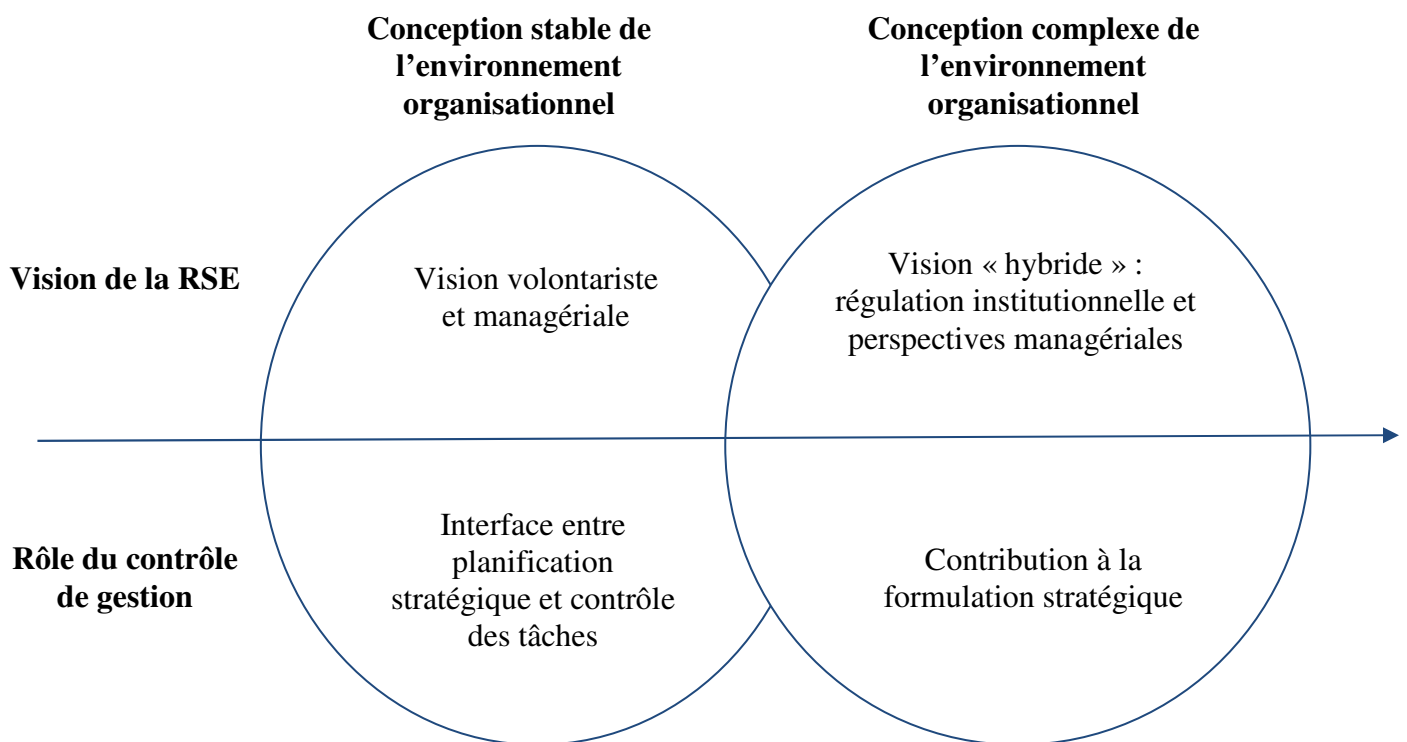 Conception stable de
l’environnement
organisationnel
Conception complexe de
l’environnement
organisationnel
Vision de la RSE
Vision volontariste
et managériale
Vision « hybride » :
régulation institutionnelle et
perspectives managériales
Rôle du contrôle
de gestion
Interface entre
planification
stratégique et contrôle
des tâches
Contribution à la
formulation stratégique